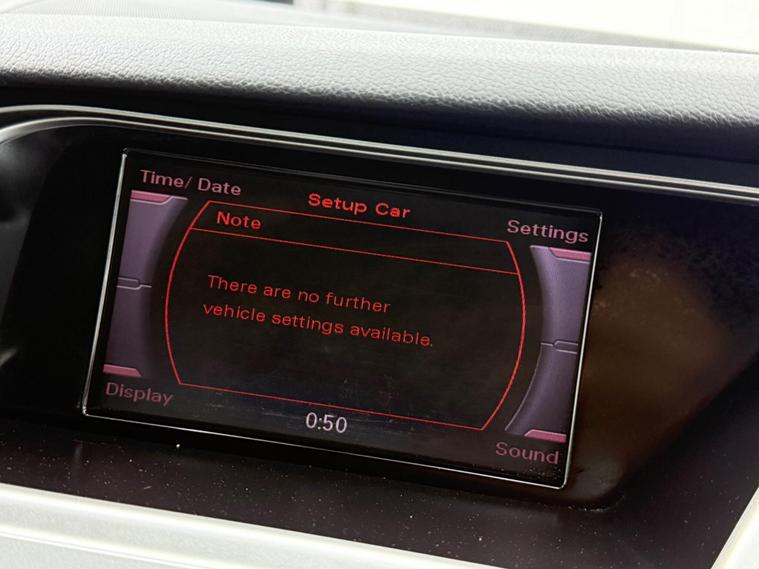 Time/ Date
Setup Car
Settings
Note
There are no further
vehicle settings available.
Display
0:50
Sound